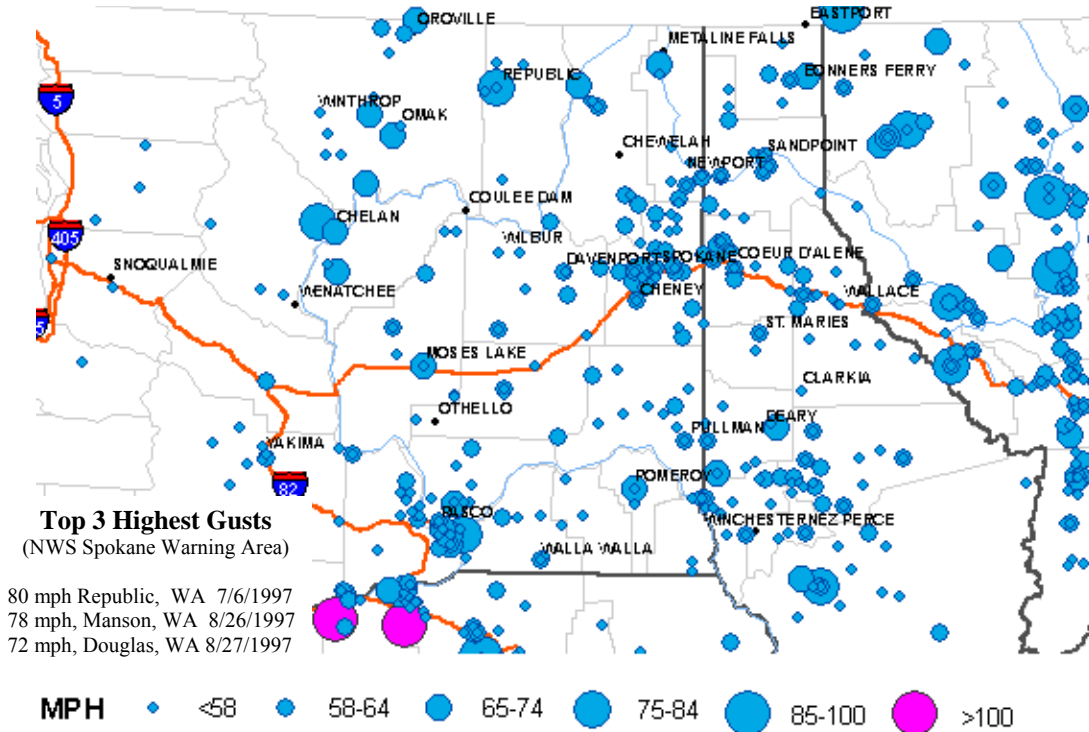 OROVILLE
EASTPORT
METALINE FALLS
REPUBLIC
BONNERS FERRY
5
WINTHROP
OMAK
CHEWELAH
SANDPOINT
NEWPORT
COULEE DAM
CHELAN
405
WILBUR
SNOQUALMIE
DAVENPORT
SPOKANE
COEUR D'ALENE
WENATCHEE
CHENEY
WALLACE
5
ST. MARIES
MOSES LAKE
CLARKIA
OTHELLO
DEARY
PULLMAN
YAKIMA
POMEROY
82
PASCO
WINCHESTER
NEZ PERCE
WALLA WALLA
Top 3 Highest Gusts
(NWS Spokane Warning Area)
80 mph Republic, WA 7/6/1997
78 mph, Manson, WA 8/26/1997
72 mph, Douglas, WA 8/27/1997
MPH <58 58-64 65-74 75-84 85-100 >100